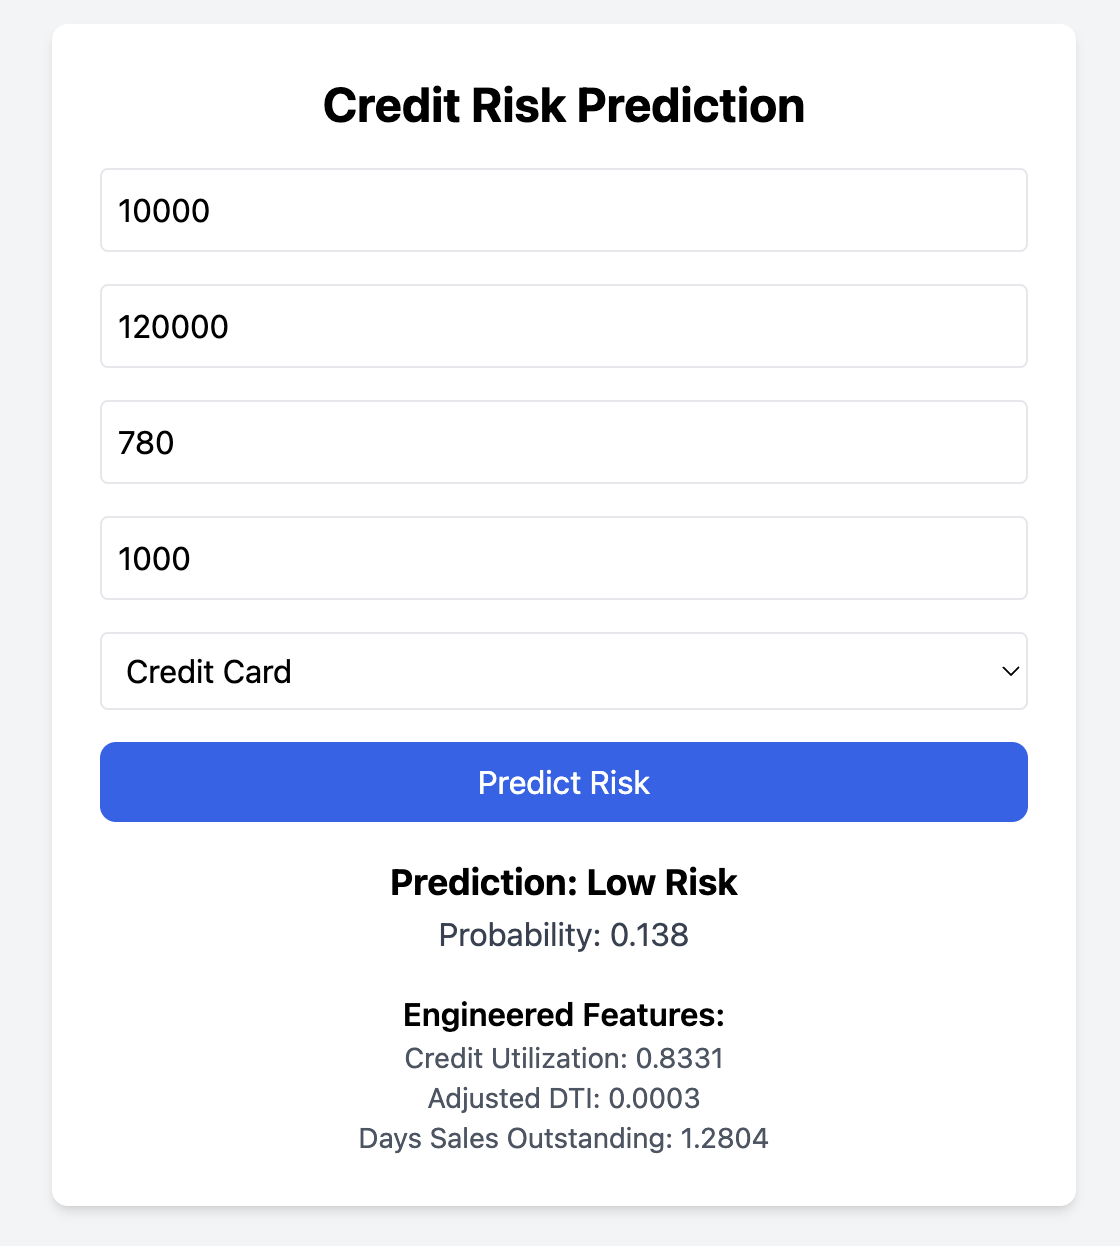 Credit Risk Prediction
10000
120000
780
1000
Credit Card
Predict Risk
Prediction: Low Risk
Probability: 0.138
Engineered Features:
Credit Utilization: 0.8331
Adjusted DTI: 0.0003
Days Sales Outstanding: 1.2804